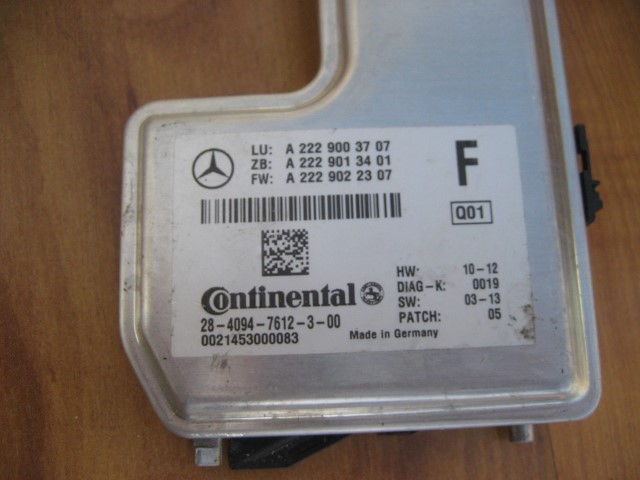 LU: A 222 900 37 07
ZB: A 222 901 34 01
FW: A 222 902 23 07
F
Q01
Continental
28-4094-7612-3-00
0021453000083
HW: 10-12
DIAG-K: 0019
SW: 03-13
PATCH: 05
Made in Germany